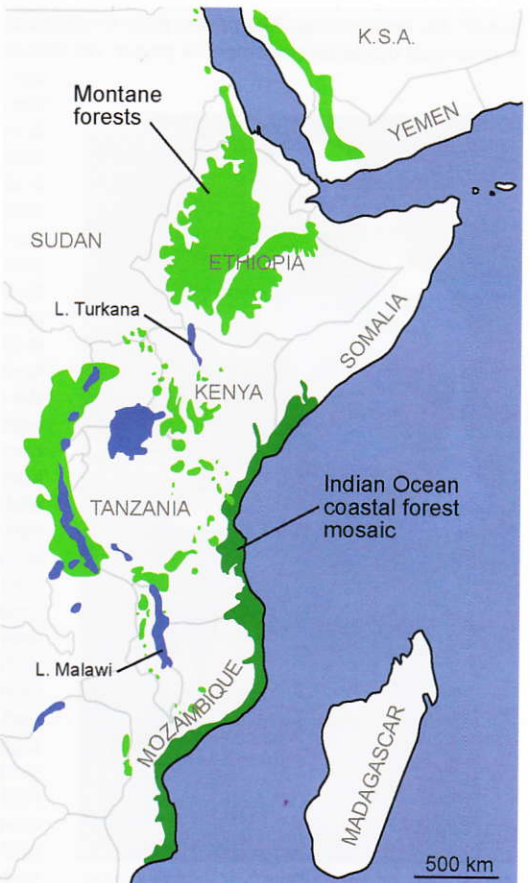 K.S.A.
Montane
forests
YEMEN
SUDAN
ETHIOPIA
L. Turkana
SOMALIA
KENYA
Indian Ocean
coastal forest
mosaic
TANZANIA
L. Malawi
MOZAMBIQUE
MADAGASCAR
500 km